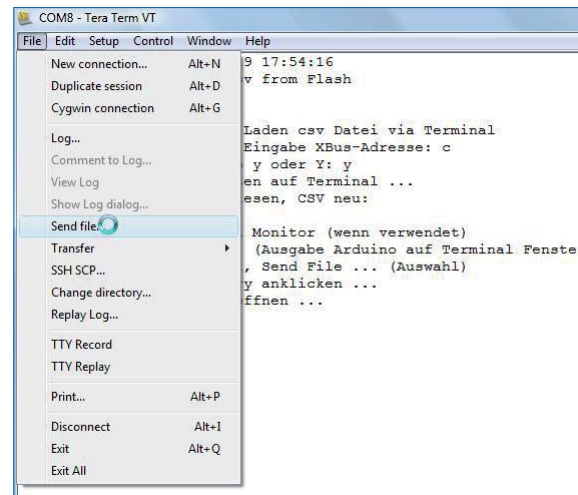 COM8 - Tera Term VT
File Edit Setup Control Window Help
New connection... Alt+N
Duplicate session Alt+D
Cygwin connection Alt+G
Log...
Comment to Log...
View Log
Show Log dialog...
Send file...
Transfer
SSH SCP...
Change directory...
Replay Log...
TTY Record
TTY Replay
Print... Alt+P
Disconnect Alt+I
Exit Alt+Q
Exit All
9 17:54:16
v from Flash
Laden csv Datei via Terminal
Eingabe XBus-Adresse: c
y oder Y: y
en auf Terminal ...
esen, CSV neu:
Monitor (wenn verwendet)
(Ausgabe Arduino auf Terminal Fenste
, Send File ... (Auswahl)
y anklicken ...
ffnen ...